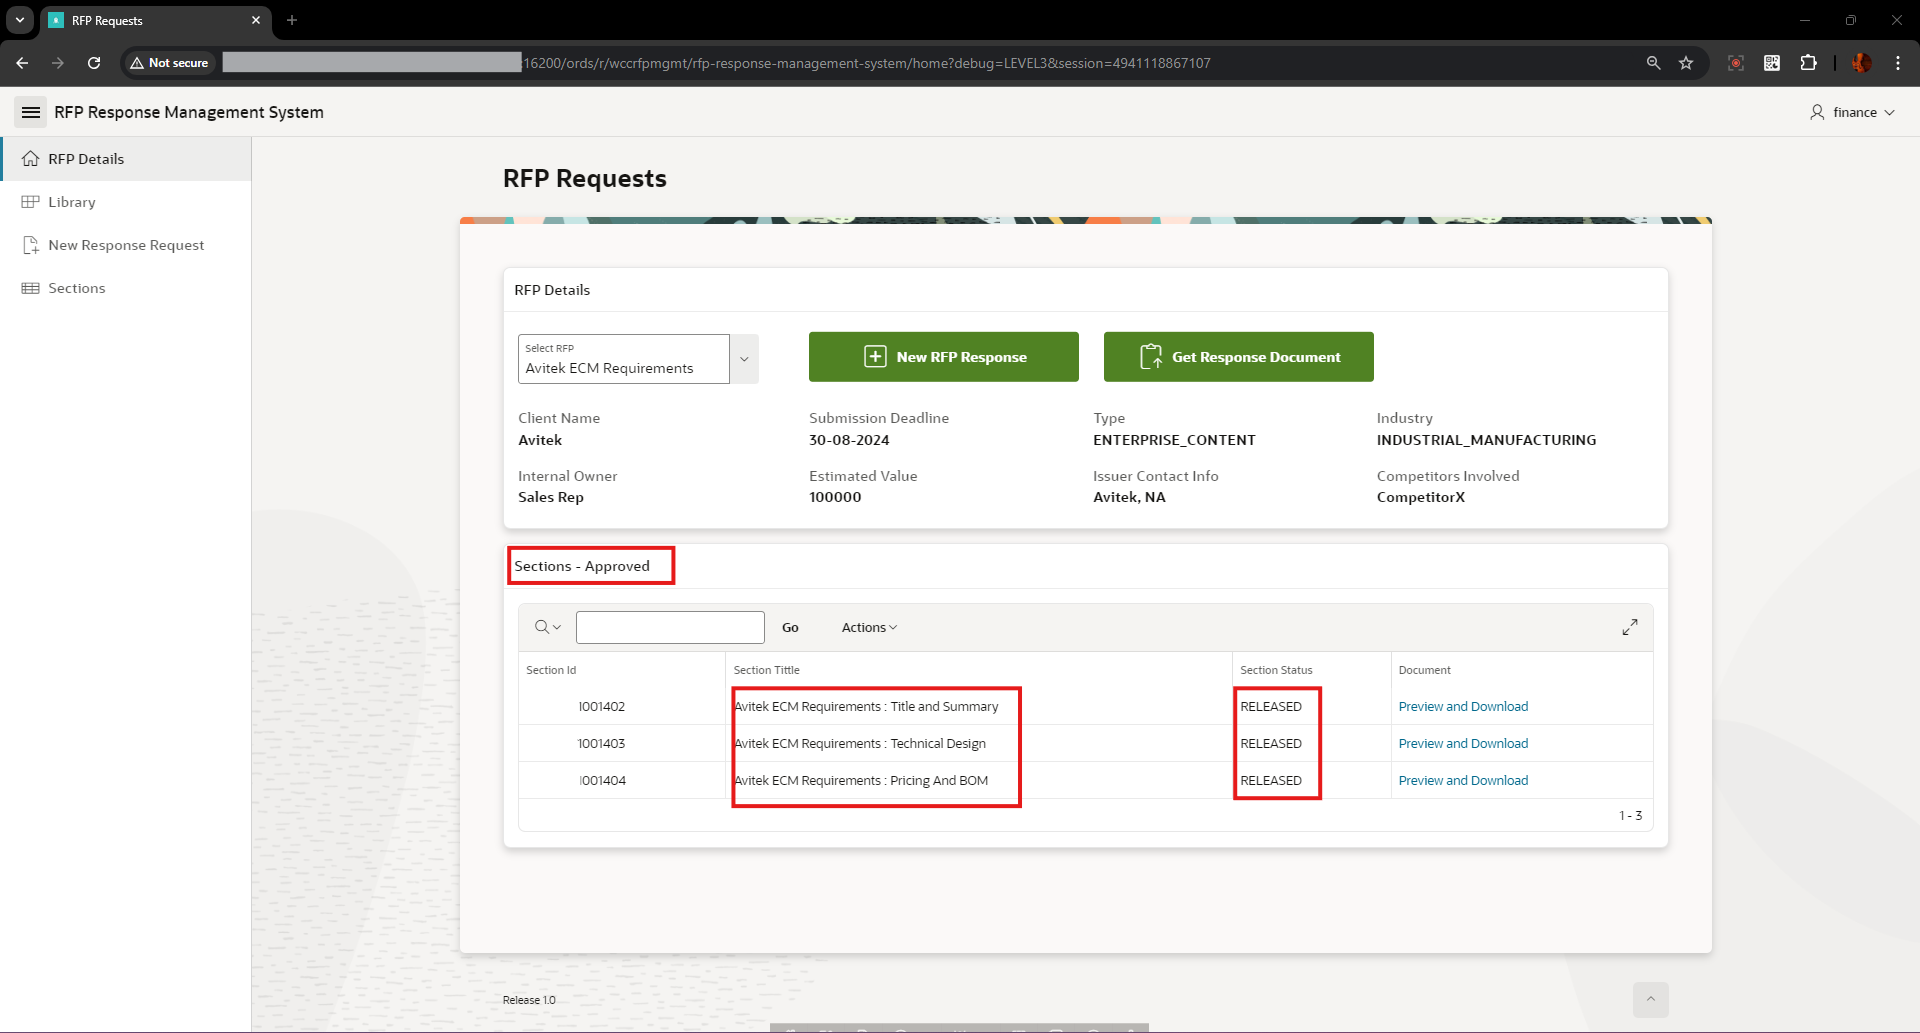 RFP Requests
Not secure
:16200/ords/r/wccrfpmgmt/rfp-response-management-system/home?debug=LEVEL3&session=4941118867107
RFP Response Management System
finance
RFP Details
Library
New Response Request
Sections
RFP Requests
RFP Details
Select RFP
Avitek ECM Requirements
New RFP Response
Get Response Document
Client Name Submission Deadline Type Industry
Avitek 30-08-2024 ENTERPRISE_CONTENT INDUSTRIAL_MANUFACTURING
Internal Owner Estimated Value Issuer Contact Info Competitors Involved
Sales Rep 100000 Avitek, NA CompetitorX
Sections - Approved
Go Actions
Section Id Section Tittle Section Status Document
1001402 Avitek ECM Requirements : Title and Summary RELEASED Preview and Download
1001403 Avitek ECM Requirements : Technical Design RELEASED Preview and Download
1001404 Avitek ECM Requirements : Pricing And BOM RELEASED Preview and Download
1 - 3
Release 1.0